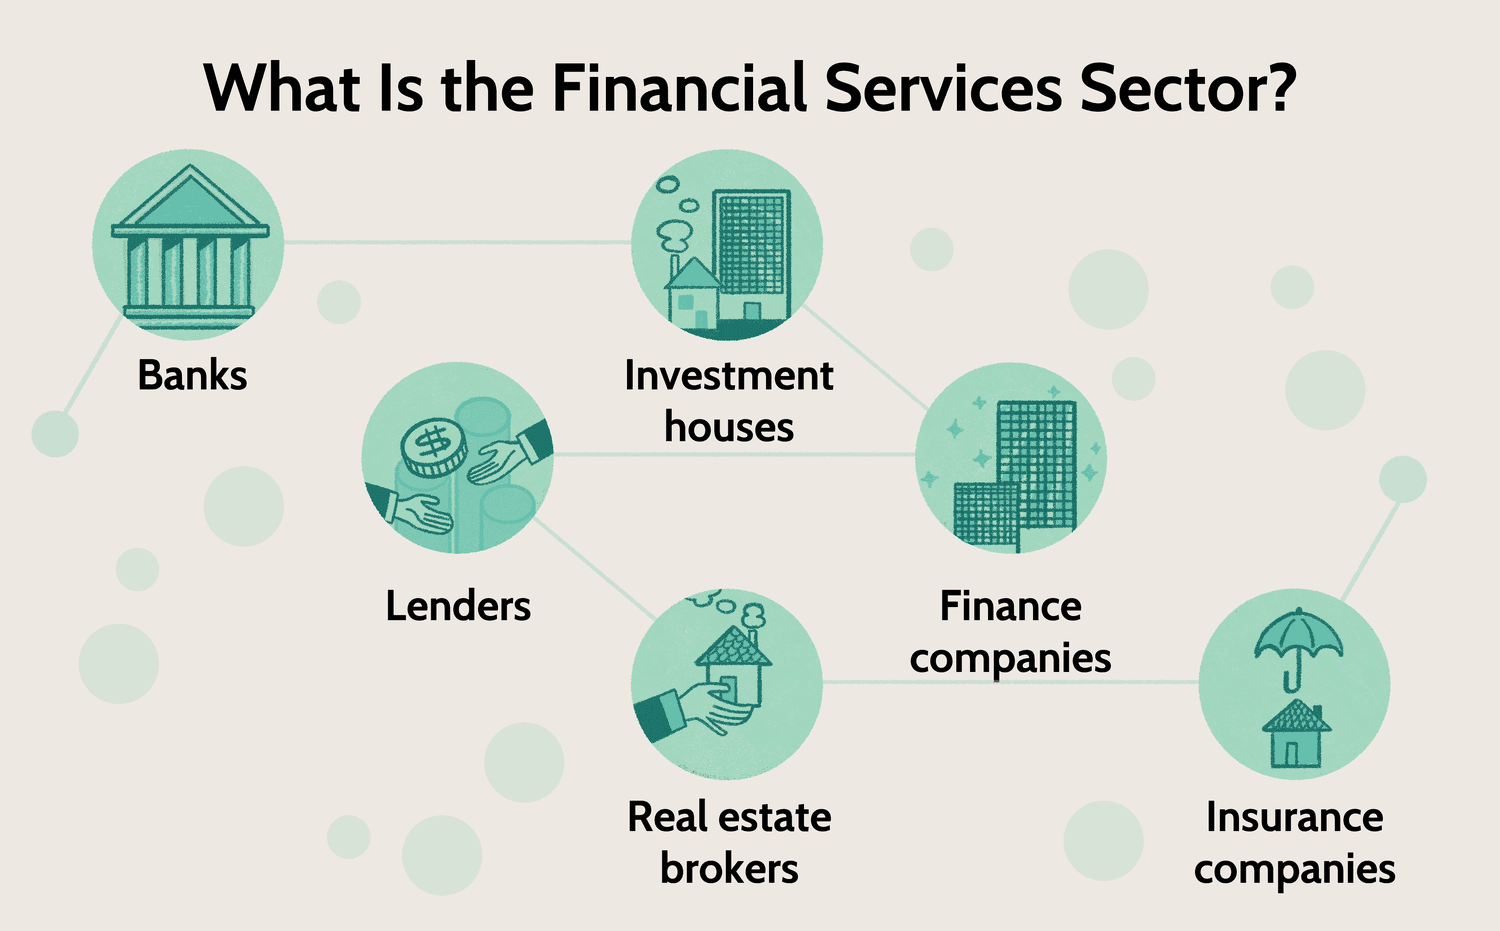 What Is the Financial Services Sector?
Banks
Investment
houses
$
Lenders
Finance
companies
Real estate
brokers
Insurance
companies